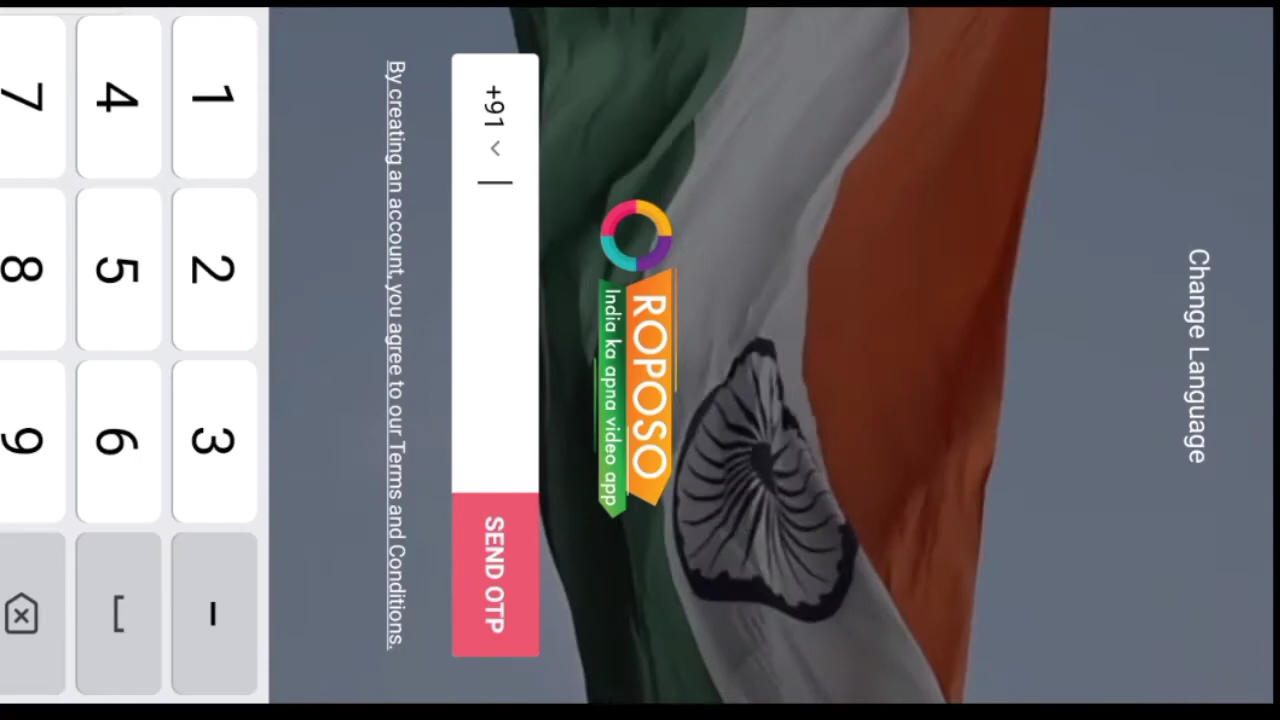 Change Language
ROPOSO
India ka apna video app
+91
SEND OTP
By creating an account, you agree to our Terms and Conditions.
1 2 3 –
4 5 6 ␣
7 8 9